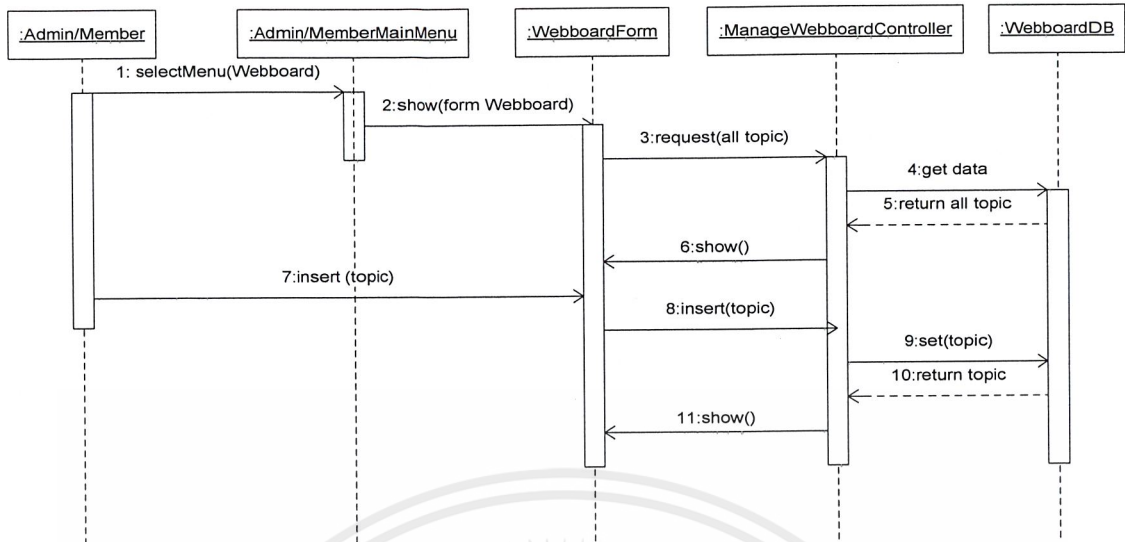 :Admin/Member
:Admin/MemberMainMenu
:WebboardForm
:ManageWebboardController
:WebboardDB
1: selectMenu(Webboard)
2:show(form Webboard)
3:request(all topic)
4:get data
5:return all topic
6:show()
7:insert (topic)
8:insert(topic)
9:set(topic)
10:return topic
11:show()